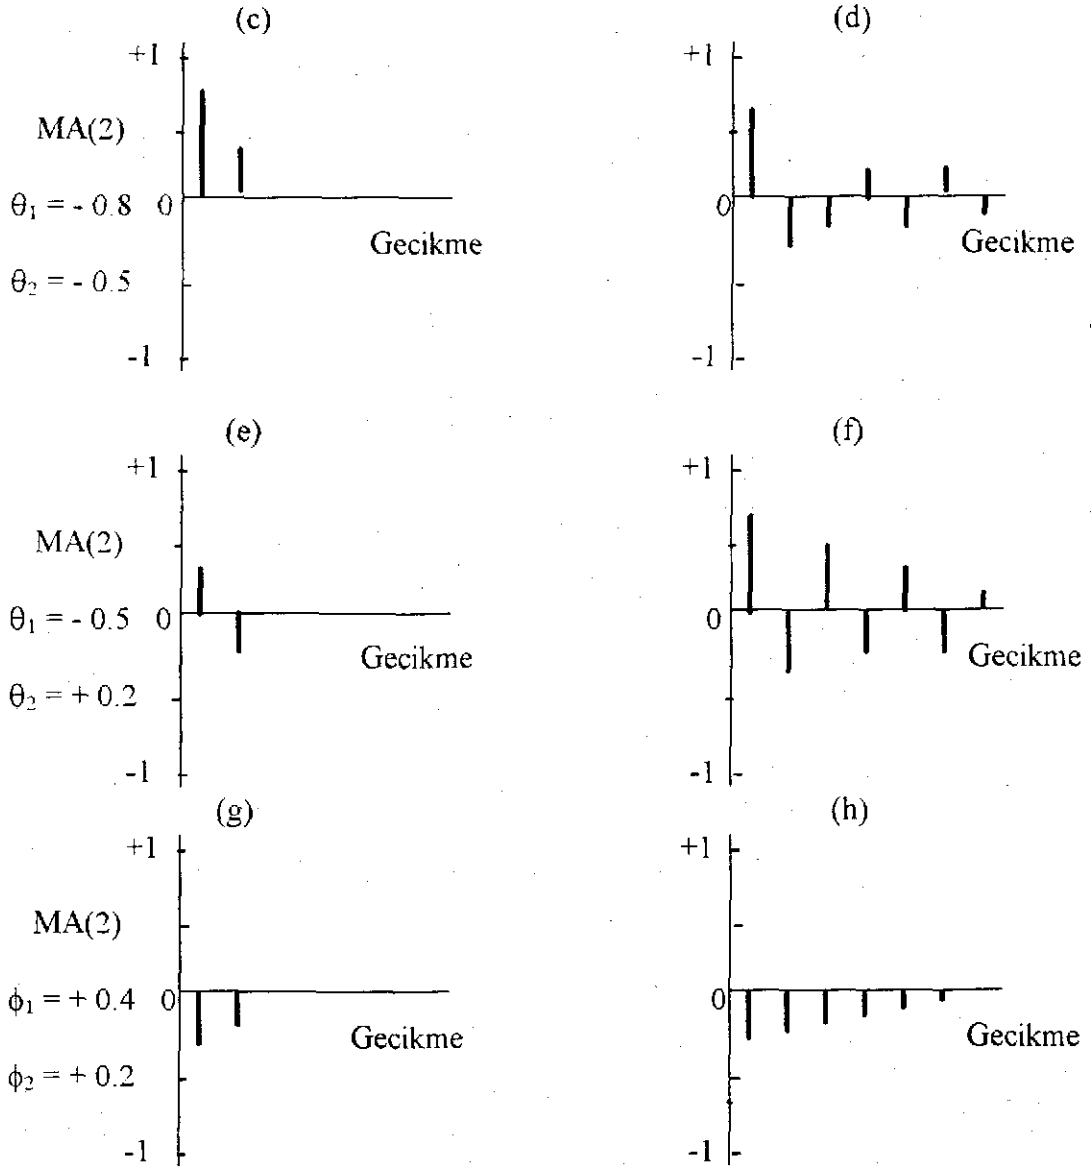 (c)
+1
MA(2)
θ₁ = - 0.8
0
Gecikme
θ₂ = - 0.5
-1
(d)
+1
0
Gecikme
-1
(e)
+1
MA(2)
θ₁ = - 0.5
0
Gecikme
θ₂ = + 0.2
-1
(f)
+1
0
Gecikme
-1
(g)
+1
MA(2)
ϕ₁ = + 0.4
0
Gecikme
ϕ₂ = + 0.2
-1
(h)
+1
0
Gecikme
-1